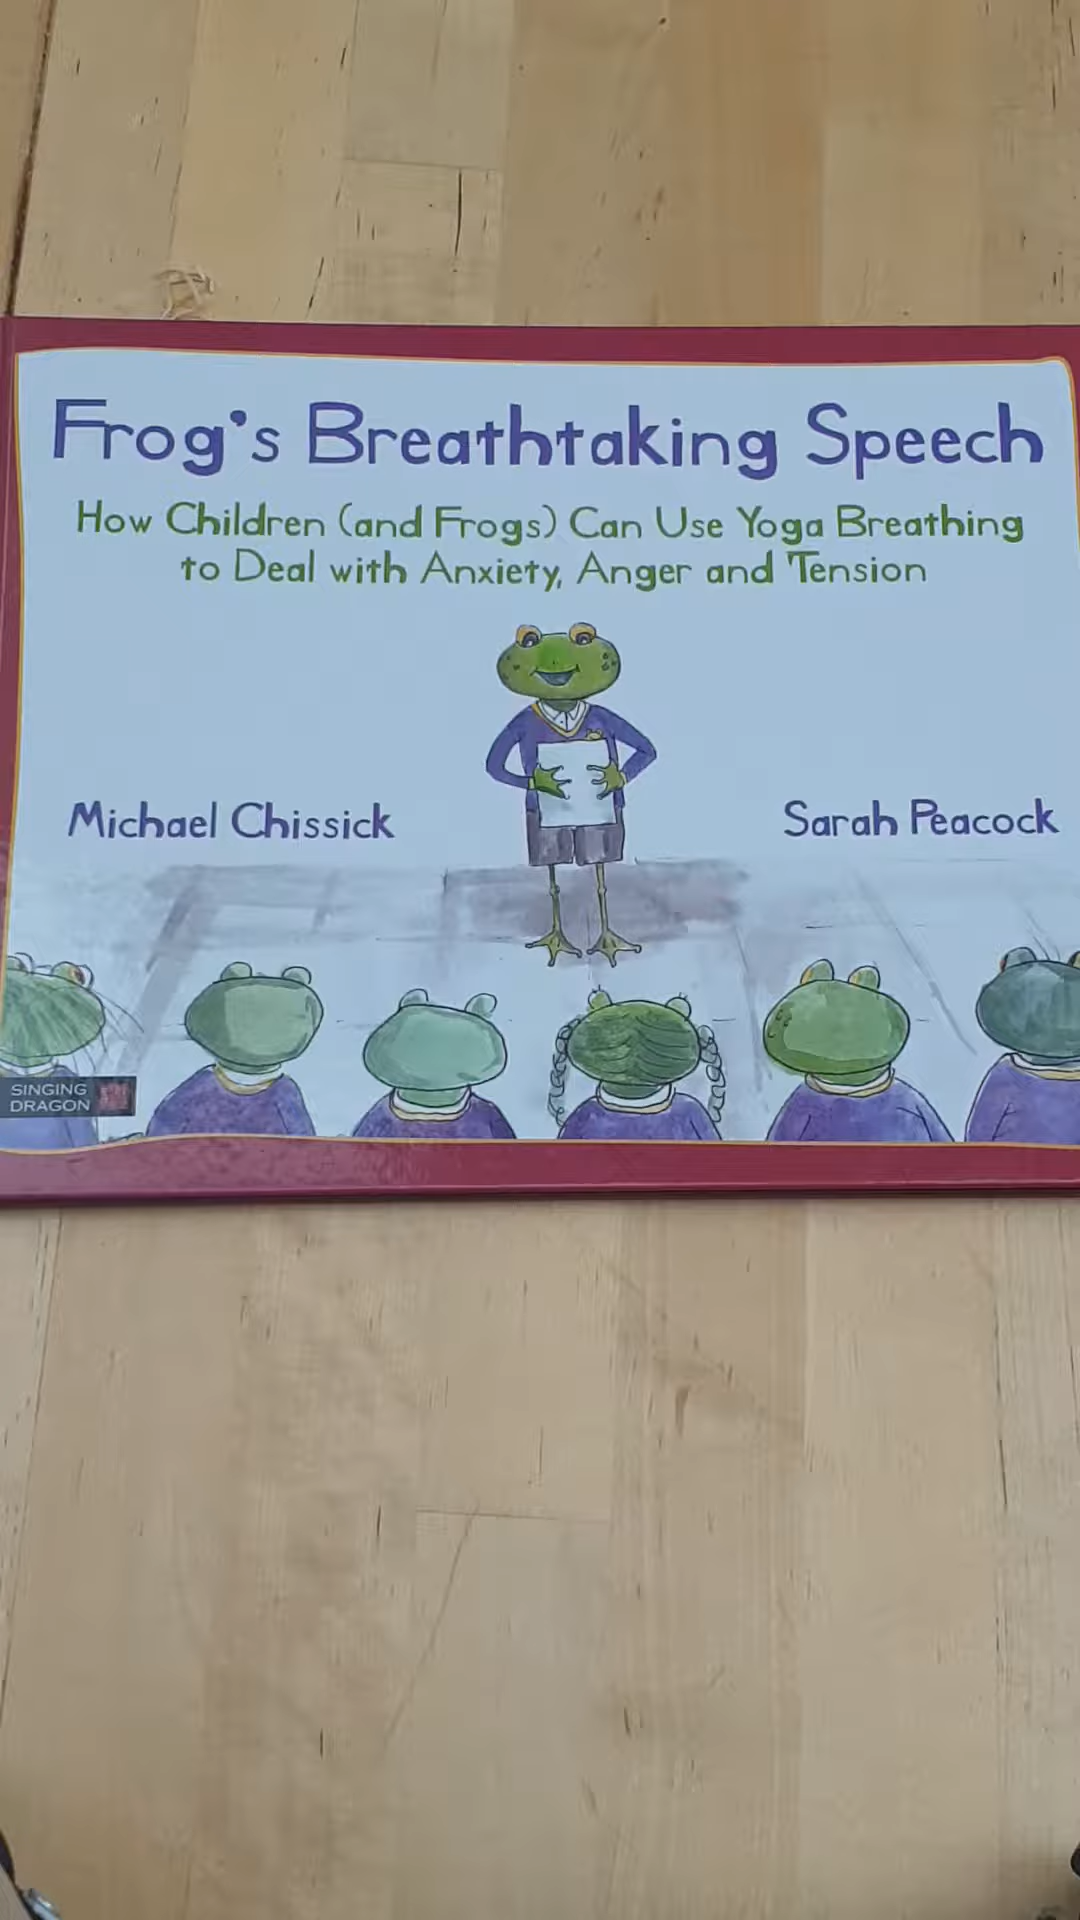 Frog's Breathtaking Speech
How Children (and Frogs) Can Use Yoga Breathing
to Deal with Anxiety, Anger and Tension
Michael Chissick
Sarah Peacock
SINGING
DRAGON